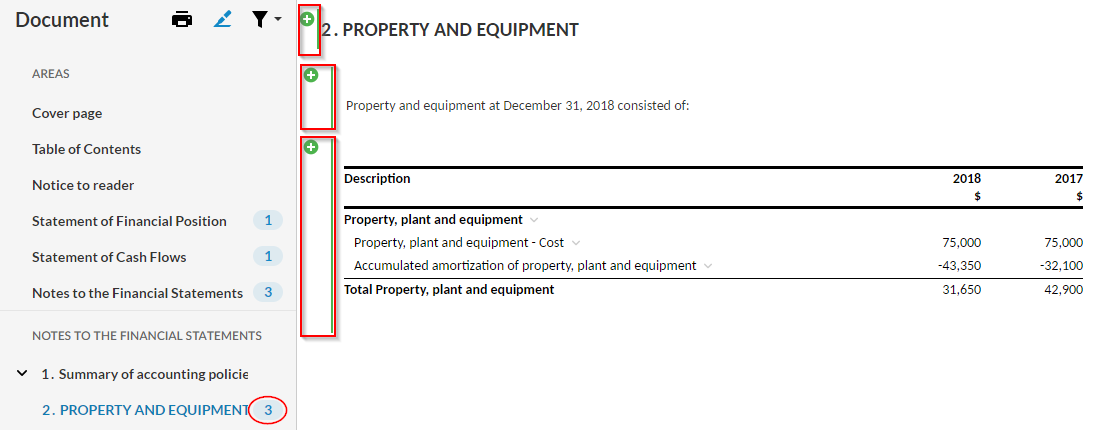 Document
AREAS
Cover page
Table of Contents
Notice to reader
Statement of Financial Position 1
Statement of Cash Flows 1
Notes to the Financial Statements 3
NOTES TO THE FINANCIAL STATEMENTS
1. Summary of accounting policie
2. PROPERTY AND EQUIPMENT 3
2. PROPERTY AND EQUIPMENT
Property and equipment at December 31, 2018 consisted of:
Description 2018 2017
$ $
Property, plant and equipment
Property, plant and equipment - Cost 75,000 75,000
Accumulated amortization of property, plant and equipment -43,350 -32,100
Total Property, plant and equipment 31,650 42,900